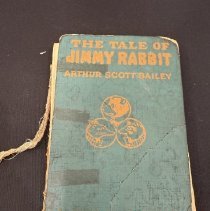 THE TALE OF
JIMMY RABBIT
ARTHUR SCOTT BAILEY